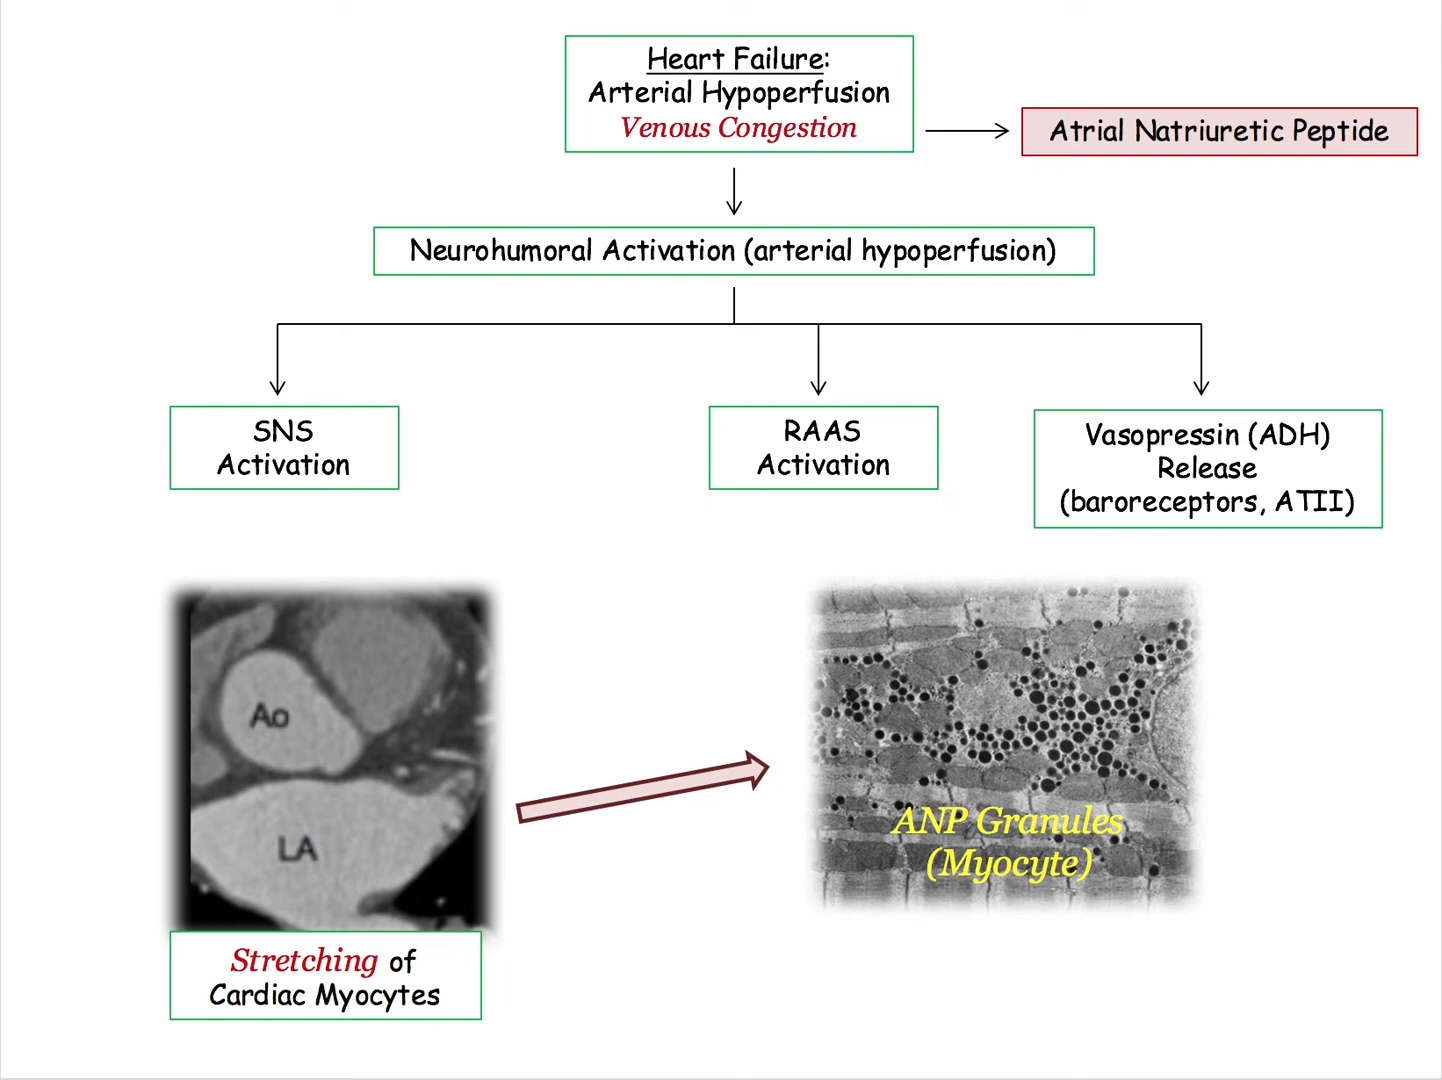 Heart Failure:
Arterial Hypoperfusion
Venous Congestion
Atrial Natriuretic Peptide
Neurohumoral Activation (arterial hypoperfusion)
SNS
Activation
RAAS
Activation
Vasopressin (ADH)
Release
(baroreceptors, ATII)
Ao
LA
ANP Granules
(Myocyte)
Stretching of
Cardiac Myocytes